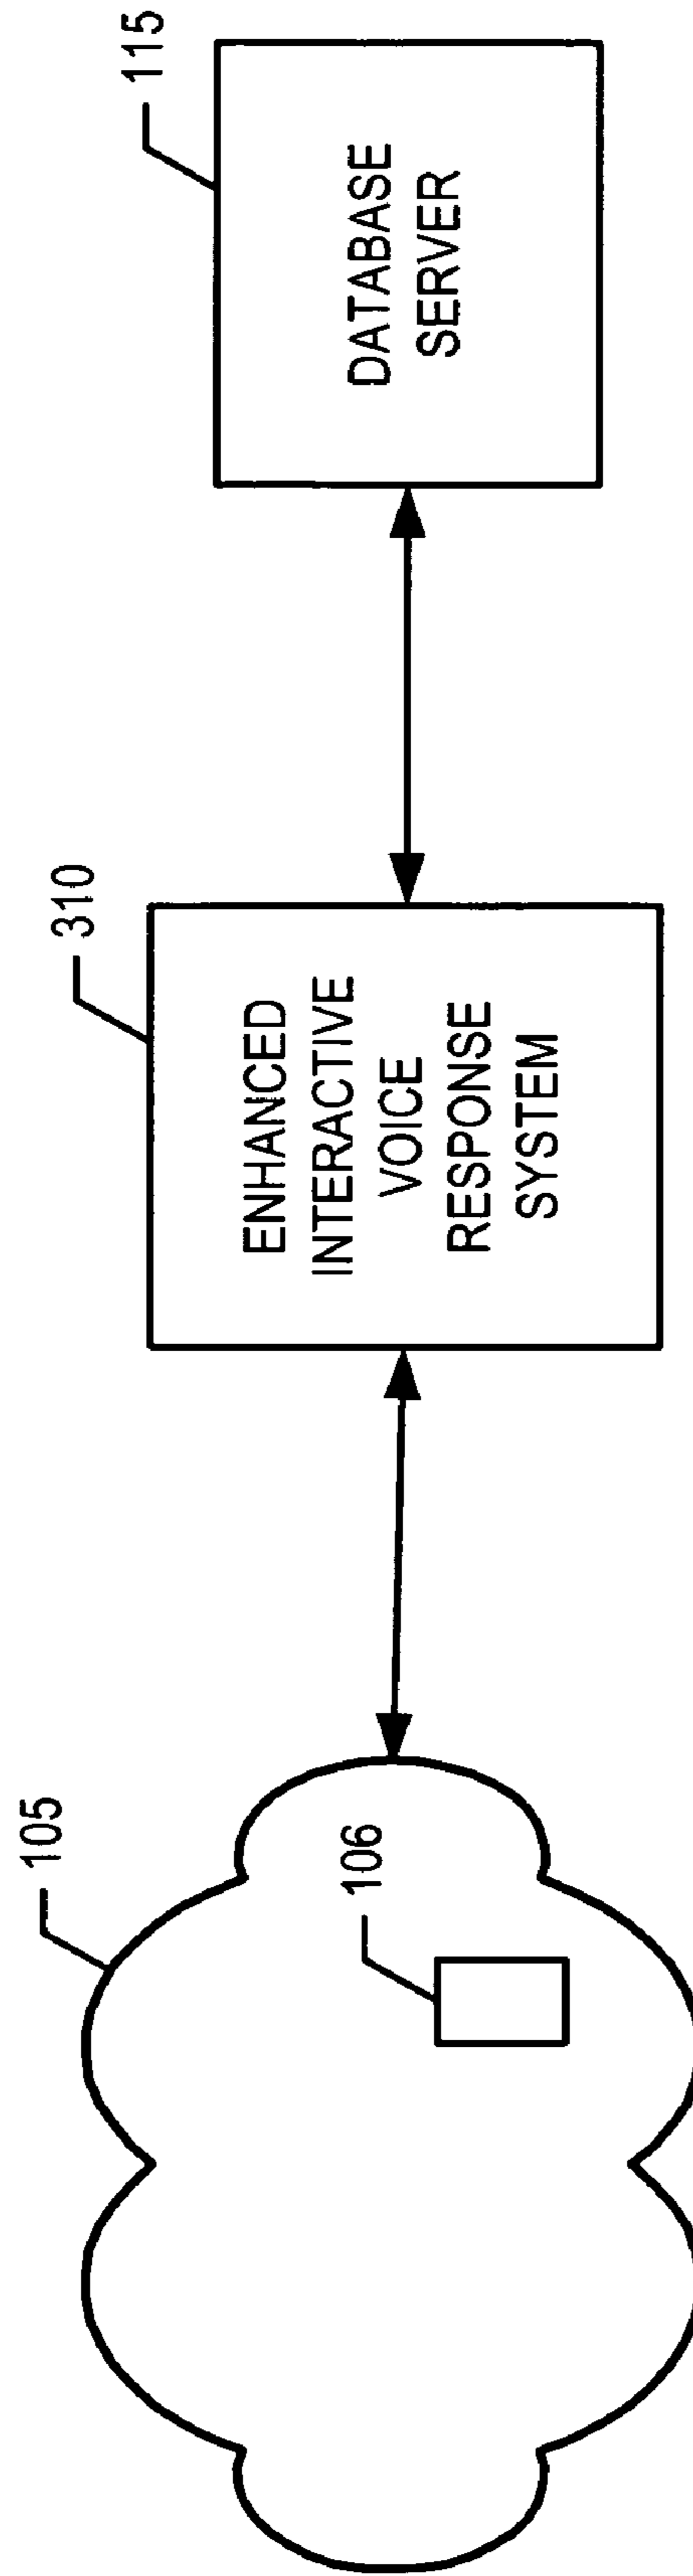 105
106
310
ENHANCED
INTERACTIVE
VOICE
RESPONSE
SYSTEM
115
DATABASE
SERVER